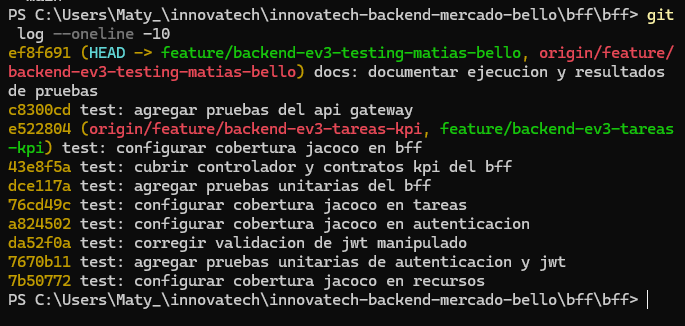 PS C:\Users\Maty_\innovatech\innovatech-backend-mercado-bello\bff\bff> git
 log --oneline -10
ef8f691 (HEAD -> feature/backend-ev3-testing-matias-bello, origin/feature/
backend-ev3-testing-matias-bello) docs: documentar ejecucion y resultados
de pruebas
c8300cd test: agregar pruebas del api gateway
e522804 (origin/feature/backend-ev3-tareas-kpi, feature/backend-ev3-tareas
-kpi) test: configurar cobertura jacoco en bff
43e8f5a test: cubrir controlador y contratos kpi del bff
dce117a test: agregar pruebas unitarias del bff
76cd49c test: configurar cobertura jacoco en tareas
a824502 test: configurar cobertura jacoco en autenticacion
da52f0a test: corregir validacion de jwt manipulado
7670b11 test: agregar pruebas unitarias de autenticacion y jwt
7b50772 test: configurar cobertura jacoco en recursos
PS C:\Users\Maty_\innovatech\innovatech-backend-mercado-bello\bff\bff>